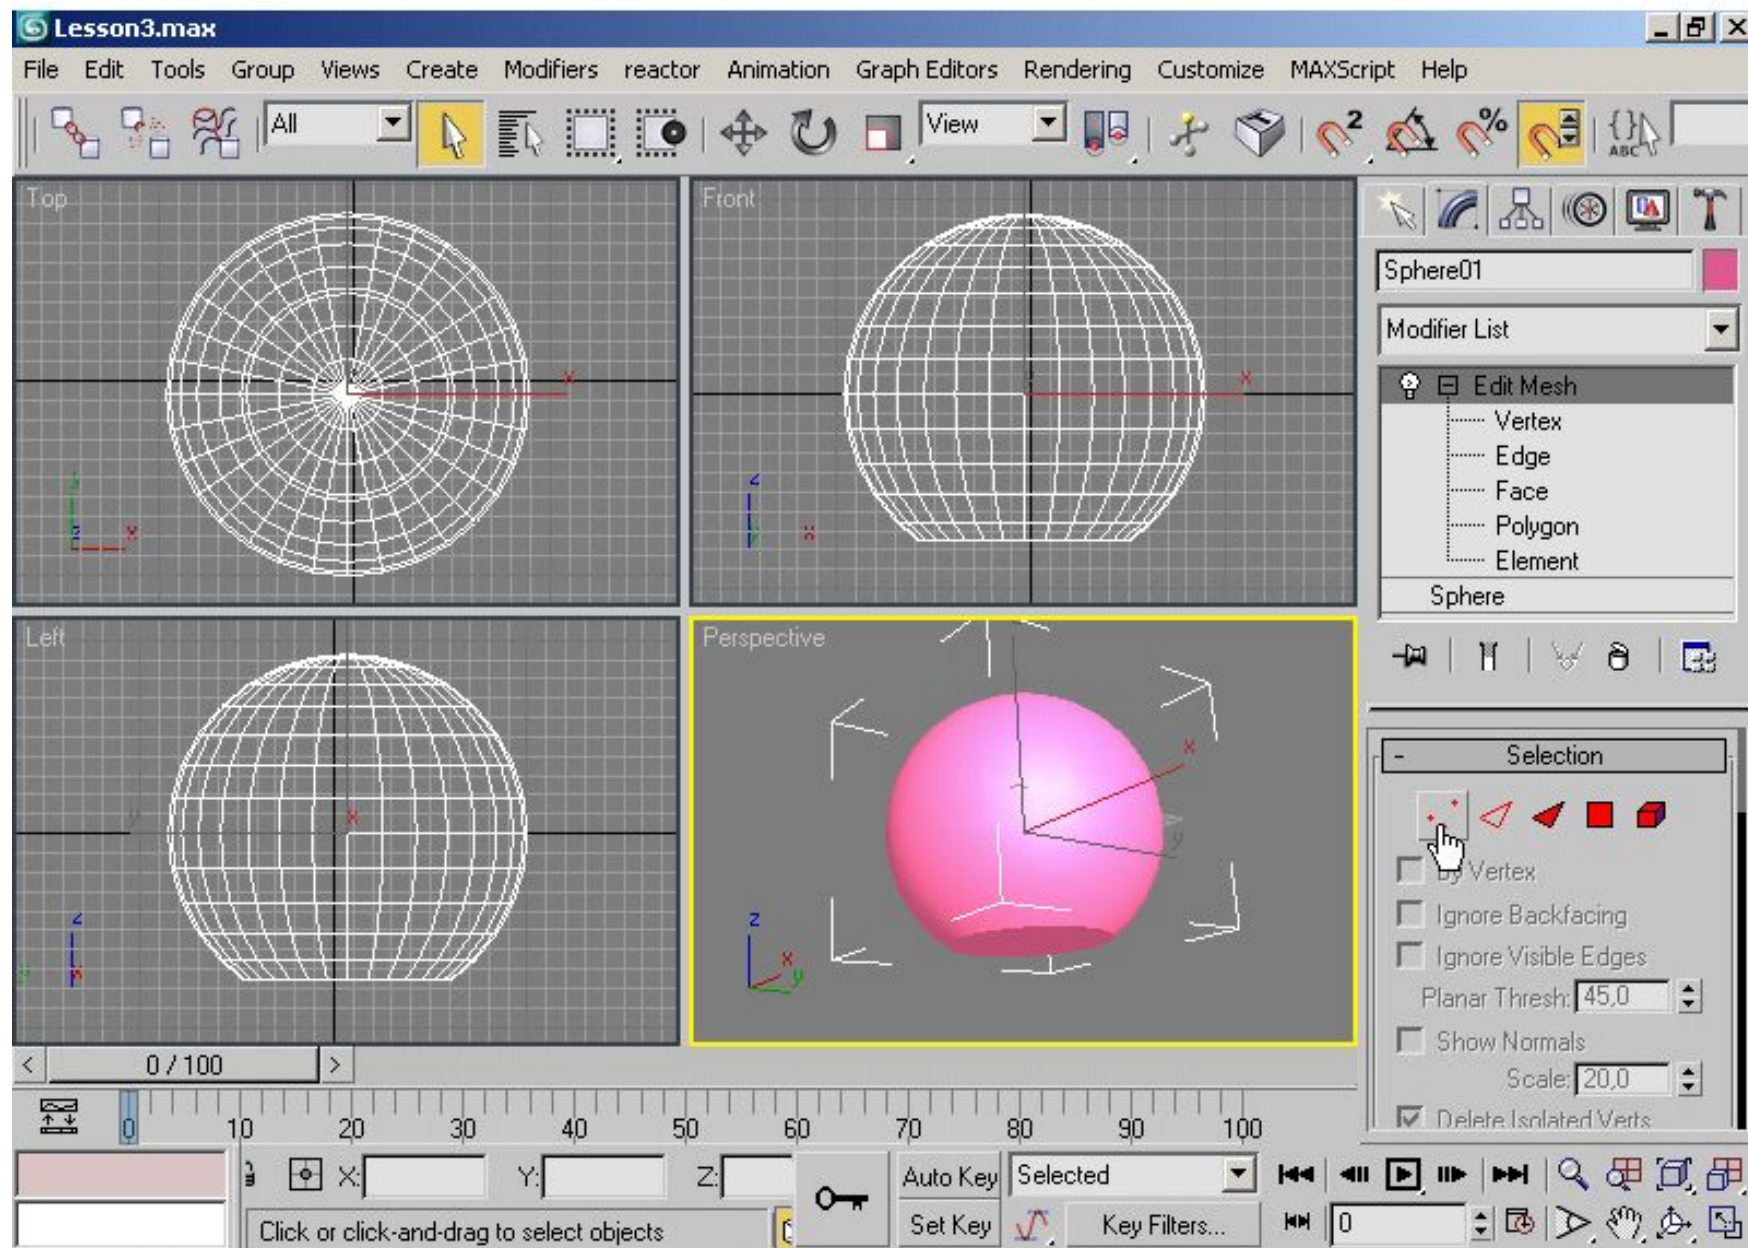 Lesson3.max
File Edit Tools Group Views Create Modifiers reactor Animation Graph Editors Rendering Customize MAXScript Help
All View 2 % {} ABC
Top
Front
x
x
z
y
z x
z
y x
Sphere01
Modifier List
Edit Mesh
Vertex
Edge
Face
Polygon
Element
Sphere
Left
Perspective
y x
z
y x
x
y
z
x
y
- Selection
By Vertex
Ignore Backfacing
Ignore Visible Edges
Planar Thresh: 45,0
Show Normals
Scale: 20,0
Delete Isolated Verts
< 0 / 100 >
0 10 20 30 40 50 60 70 80 90 100
X: Y: Z: Auto Key Selected
Click or click-and-drag to select objects Set Key Key Filters... 0